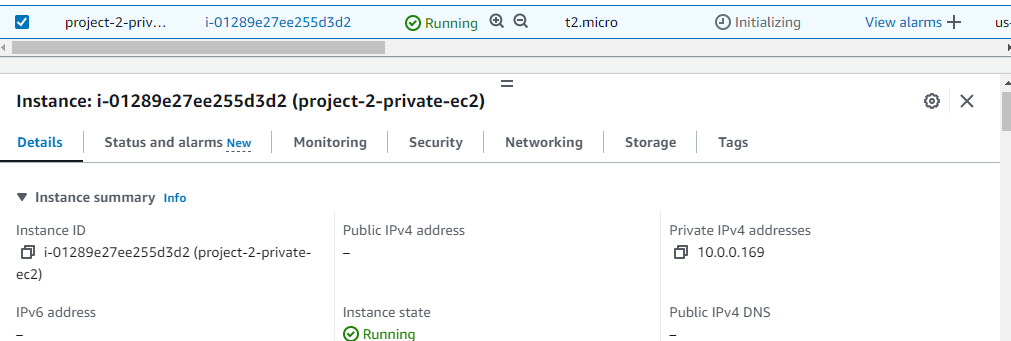 project-2-priv... i-01289e27ee255d3d2 Running t2.micro Initializing View alarms + us-
Instance: i-01289e27ee255d3d2 (project-2-private-ec2)
Details Status and alarms New Monitoring Security Networking Storage Tags
Instance summary Info
Instance ID Public IPv4 address Private IPv4 addresses
i-01289e27ee255d3d2 (project-2-private- – 10.0.0.169
ec2)
IPv6 address Instance state Public IPv4 DNS
– Running –